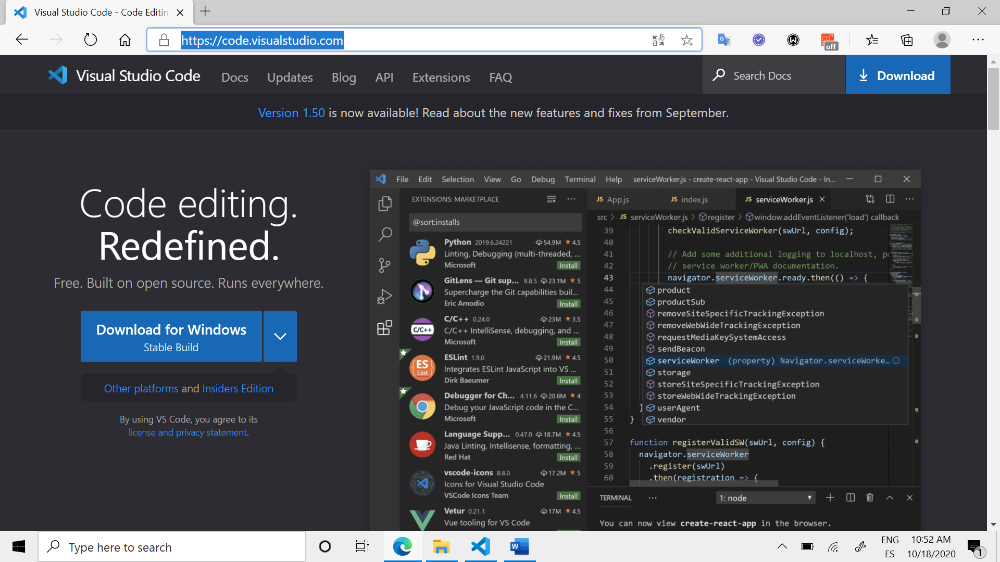 Visual Studio Code - Code Editin
https://code.visualstudio.com
off
Visual Studio Code
Docs
Updates
Blog
API
Extensions
FAQ
Search Docs
Download
Version 1.50 is now available! Read about the new features and fixes from September.
Code editing.
Redefined.
Free. Built on open source. Runs everywhere.
Download for Windows
Stable Build
Other platforms and Insiders Edition
By using VS Code, you agree to its
license and privacy statement.
File Edit Selection View Go Debug Terminal Help serviceWorker.js - create-react-app - Visual Studio Code - In...
EXTENSIONS: MARKETPLACE
@sort:installs
Python 2019.6.24221 54.9M 4.5
Linting, Debugging (multi-threaded, ...
Microsoft Install
GitLens — Git sup... 9.8.5 23.1M 5
Supercharge the Git capabilities buil...
Eric Amodio Install
C/C++
C/C++ 0.24.0 23M 3.5
C/C++ IntelliSense, debugging, and ...
Microsoft Install
ES
Lint
ESLint 1.9.0 21.9M 4.5
Integrates ESLint JavaScript into VS ...
Dirk Baeumer Install
Debugger for Ch... 4.11.6 20.6M 4
Debug your JavaScript code in the C...
Microsoft Install
Language Supp... 0.47.0 18.7M 4.5
Java Linting, Intellisense, formatting, ...
Red Hat Install
vscode-icons 8.8.0 17.2M 5
Icons for Visual Studio Code
VSCode Icons Team Install
Vetur 0.21.1 17M 4.5
Vue tooling for VS Code
JS App.js JS index.js JS serviceWorker.js
src > JS serviceWorker.js > register > window.addEventListener('load') callback
39 checkValidServiceWorker(swUrl, config);
40
41 // Add some additional logging to localhost, po
42 // service worker/PWA documentation.
43 navigator.serviceWorker.ready.then(() => {
44 product
45 productSub
46 removeSiteSpecificTrackingException
47 removeWebWideTrackingException
48 requestMediaKeySystemAccess
49 sendBeacon
50 serviceWorker (property) Navigator.serviceWorke...
51 storage
52 storeSiteSpecificTrackingException
53 storeWebWideTrackingException
54 } userAgent
55 } vendor
56
57 function registerValidSW(swUrl, config) {
58 navigator.serviceWorker
59 .register(swUrl)
60 .then(registration => {
TERMINAL ... 1: node
You can now view create-react-app in the browser.
Type here to search
ENG
ES
10:52 AM
10/18/2020
1